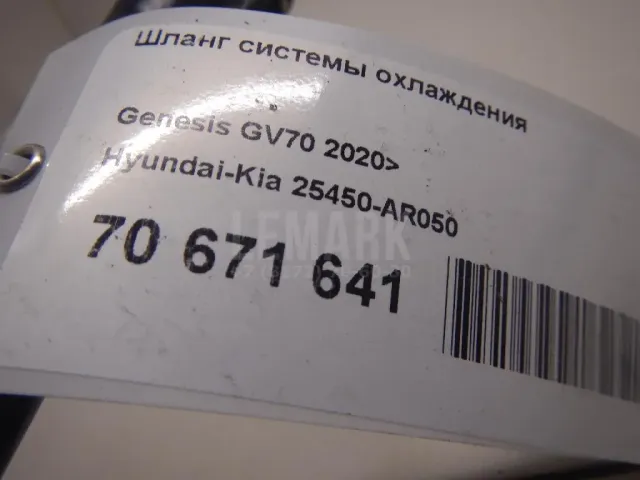 Шланг системы охлаждения
Genesis GV70 2020>
Hyundai-Kia 25450-AR050
70 671 641
LEMARK